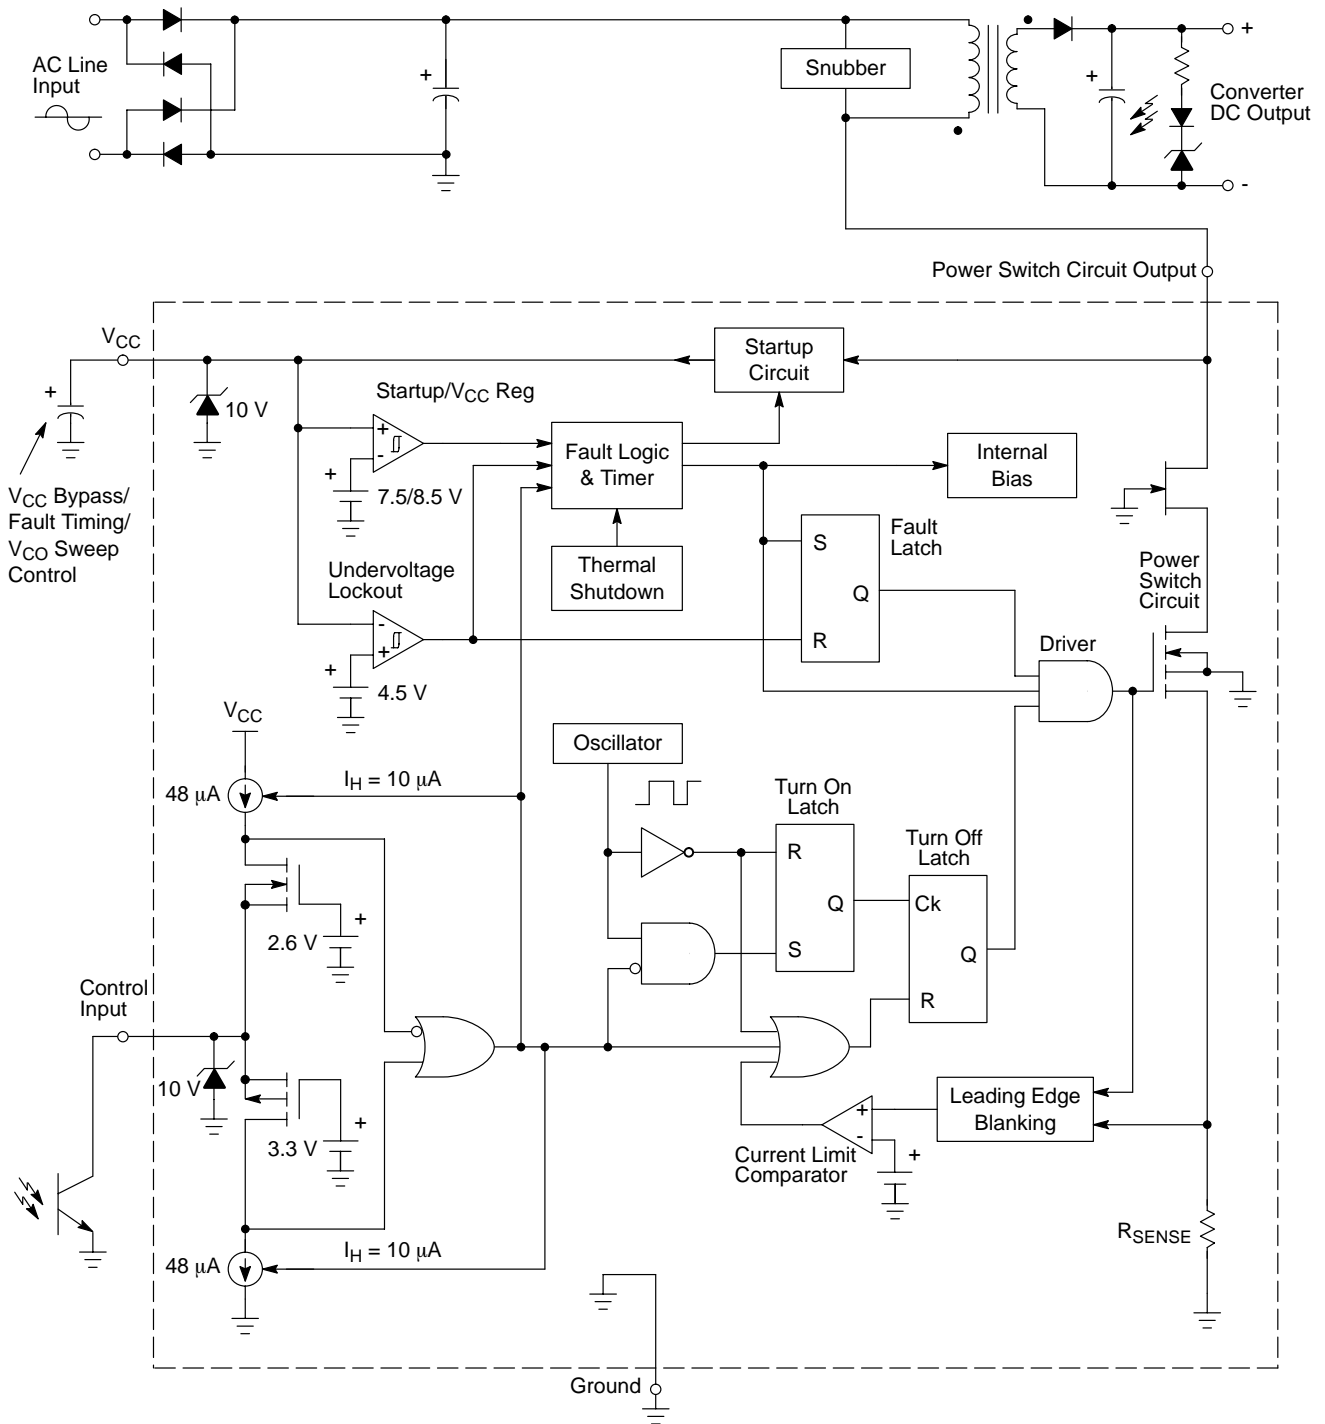 AC Line
Input
+
Snubber
+
+
-
Converter
DC Output
Power Switch Circuit Output
VCC
+
VCC Bypass/
Fault Timing/
VCO Sweep
Control
10 V
Startup/VCC Reg
+
-
+
7.5/8.5 V
Startup
Circuit
Fault Logic
& Timer
Thermal
Shutdown
Internal
Bias
Undervoltage
Lockout
-
+
+
4.5 V
S
R
Q
Fault
Latch
Power
Switch
Circuit
Driver
VCC
48 μA
IH = 10 μA
+
2.6 V
Oscillator
Turn On
Latch
R
Q
S
Turn Off
Latch
Ck
Q
R
Control
Input
10 V
+
3.3 V
48 μA
IH = 10 μA
Leading Edge
Blanking
+
-
+
Current Limit
Comparator
RSENSE
Ground